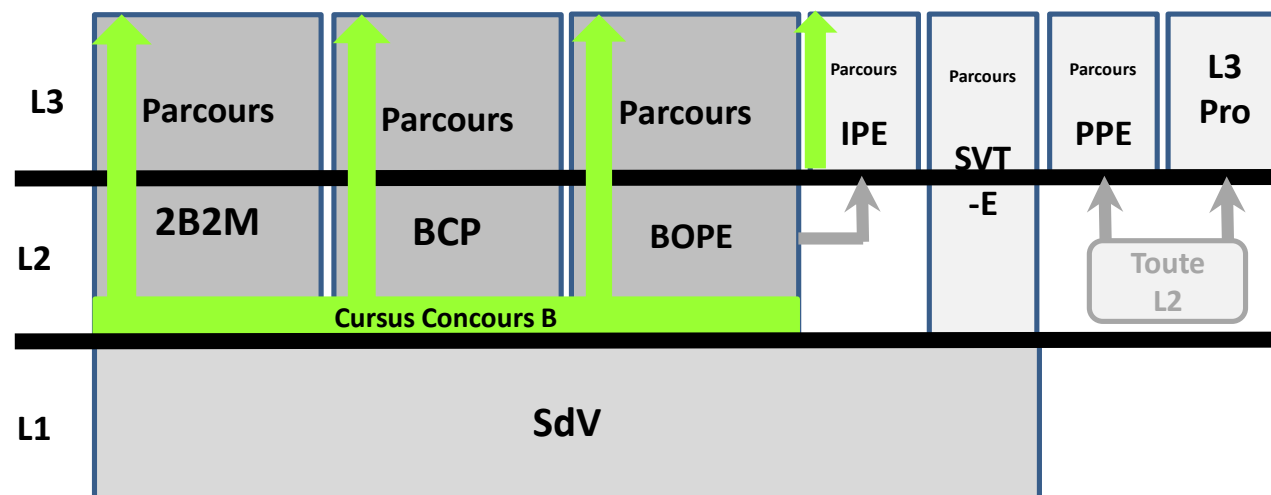 L3
Parcours
Parcours
Parcours
Parcours
IPE
Parcours
SVT
-E
Parcours
PPE
L3
Pro
L2
2B2M
BCP
BOPE
Toute
L2
Cursus Concours B
L1
SdV